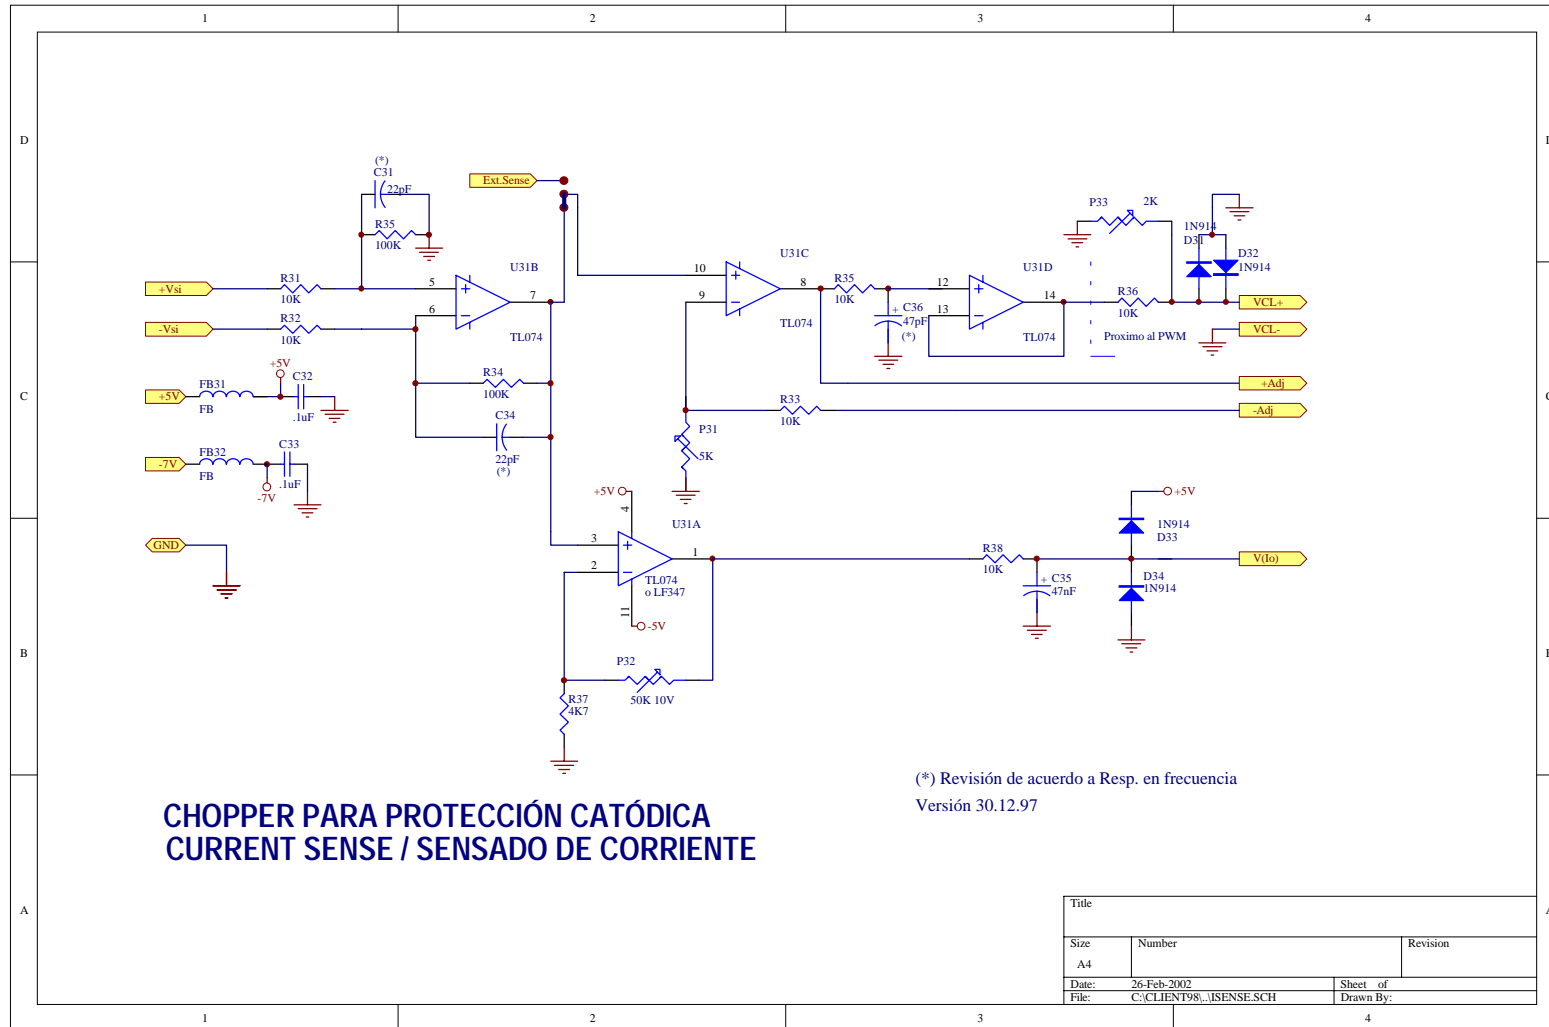 1 2 3 4
D
(*)
C31
22pF
R35
100K
Ext.Sense
P33 2K
1N914
D31
D32
1N914
+Vsi
R31
10K
5
6
U31B
7
TL074
-Vsi
R32
10K
10
9
U31C
8
TL074
R35
10K
C36
+
47pF
(*)
12
13
U31D
14
TL074
R36
10K
Proximo al PWM
VCL+
VCL-
+Adj
-Adj
C
+5V
+5V
FB31
FB
C32
.1uF
-7V
FB32
FB
C33
.1uF
-7V
R34
100K
C34
22pF
(*)
R33
10K
P31
5K
GND
+5V
4
U31A
3
2
1
TL074
o LF347
11
-5V
P32
50K 10V
R37
4K7
R38
10K
+
C35
47nF
+5V
1N914
D33
D34
1N914
V(Io)
B
(*) Revisión de acuerdo a Resp. en frecuencia
Versión 30.12.97
CHOPPER PARA PROTECCIÓN CATÓDICA
CURRENT SENSE / SENSADO DE CORRIENTE
A
Title
Size Number Revision
A4
Date: 26-Feb-2002 Sheet of
File: C:\CLIENT98\..\ISENSE.SCH Drawn By:
1 2 3 4